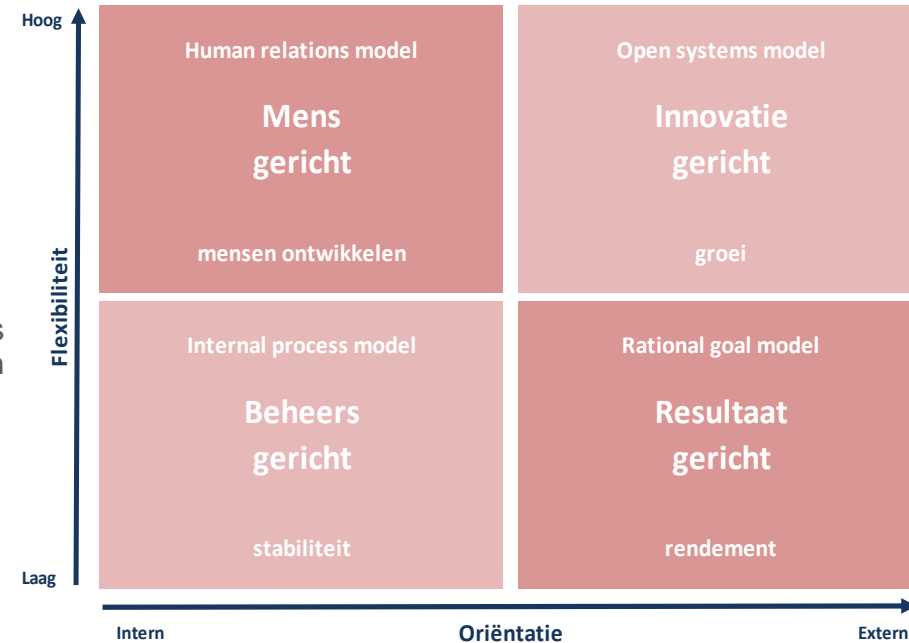 Hoog
Human relations model
Mens
gericht
mensen ontwikkelen
Open systems model
Innovatie
gericht
groei
Flexibiliteit
Internal process model
Beheers
gericht
stabiliteit
Rational goal model
Resultaat
gericht
rendement
Laag
Intern
Oriëntatie
Extern